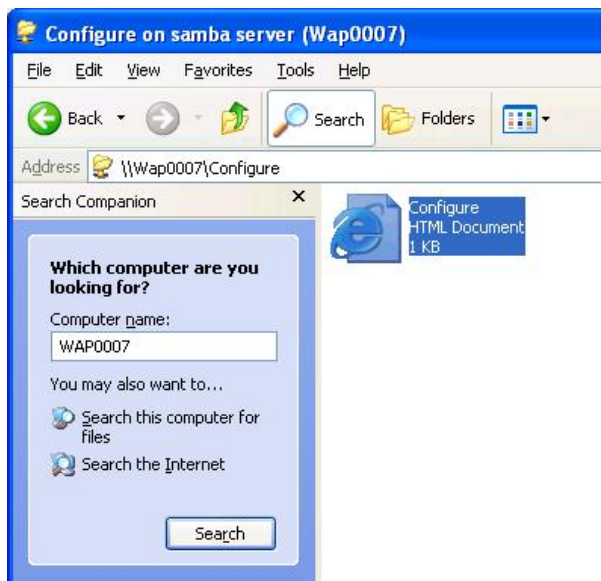 Configure on samba server (Wap0007)
File Edit View Favorites Tools Help
Back Search Folders
Address \\Wap0007\Configure
Search Companion
Configure
HTML Document
1 KB
Which computer are you
looking for?
Computer name:
WAP0007
You may also want to...
Search this computer for
files
Search the Internet
Search